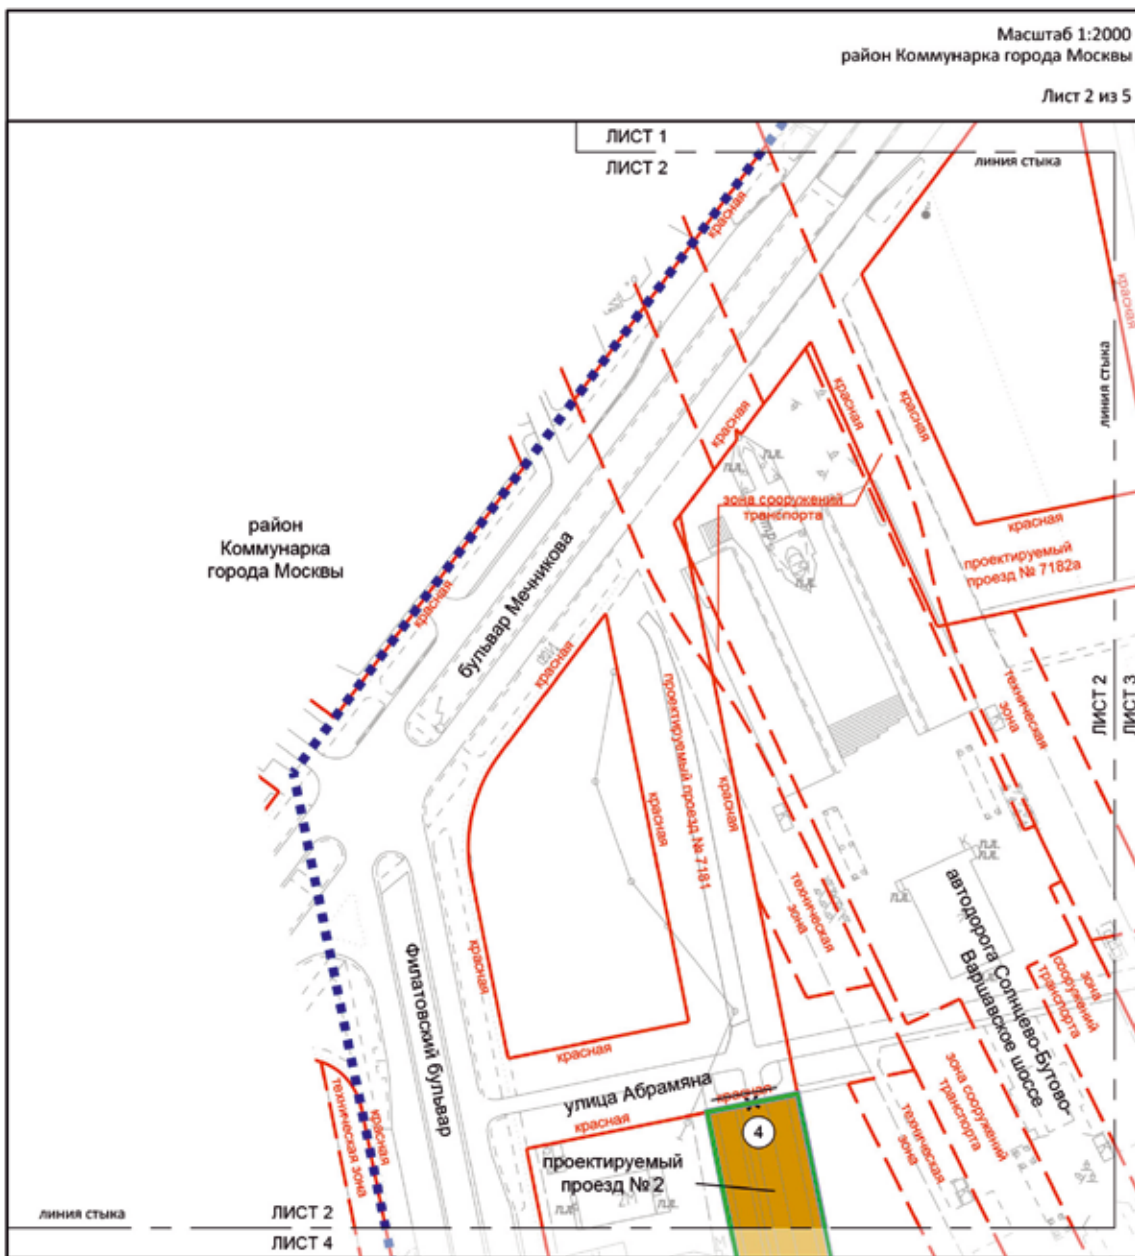 Масштаб 1:2000
район Коммунарка города Москвы
Лист 2 из 5
ЛИСТ 1
ЛИСТ 2
линия стыка
красная
красная
линия стыка
красная
красная
красная
зона сооружений
транспорта
красная
проектируемый
проезд № 7182а
район
Коммунарка
города Москвы
красная
бульвар Мечникова
красная
проектируемый проезд № 7181
красная
красная
техническая
зона
ЛИСТ 2
ЛИСТ 3
техническая
зона
автодорога Солнцево-Бутово-
Варшавское шоссе
зона
сооружений
транспорта
красная
Филатовский бульвар
красная
улица Абрамяна
красная
красная
4
зона сооружений
транспорта
техническая
зона
техническая зона
красная
проектируемый
проезд № 2
линия стыка
ЛИСТ 2
ЛИСТ 4